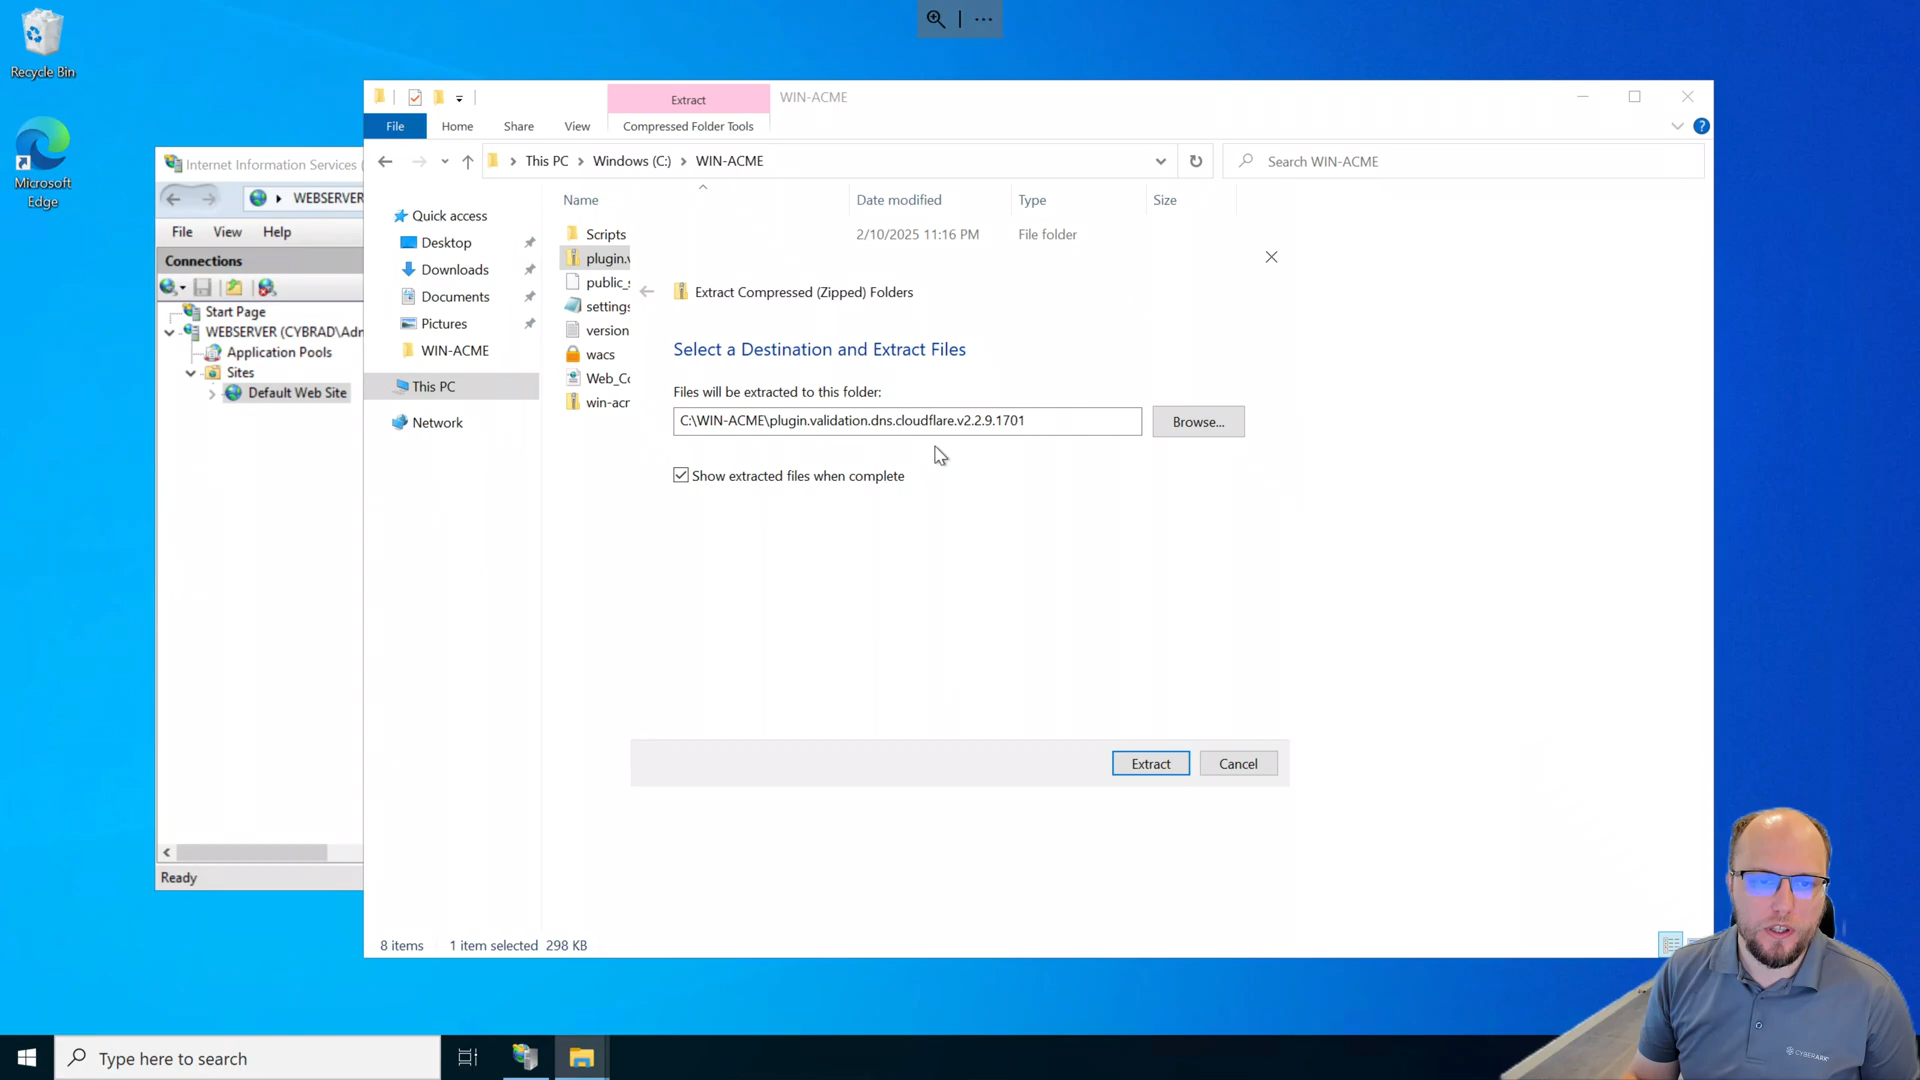 Recycle Bin
Microsoft
Edge
Internet Information Services (
WEBSERVER
File View Help
Connections
Start Page
WEBSERVER (CYBRAD\Adm
Application Pools
Sites
Default Web Site
Ready
Extract
WIN-ACME
File Home Share View Compressed Folder Tools
This PC > Windows (C:) > WIN-ACME
Search WIN-ACME
Name Date modified Type Size
Quick access
Desktop
Downloads
Documents
Pictures
WIN-ACME
This PC
Network
Scripts 2/10/2025 11:16 PM File folder
plugin.v
public_s
settings
version
wacs
Web_Co
win-acm
Extract Compressed (Zipped) Folders
Select a Destination and Extract Files
Files will be extracted to this folder:
C:\WIN-ACME\plugin.validation.dns.cloudflare.v2.2.9.1701
Browse...
Show extracted files when complete
Extract Cancel
8 items 1 item selected 298 KB
Type here to search
CYBERARK